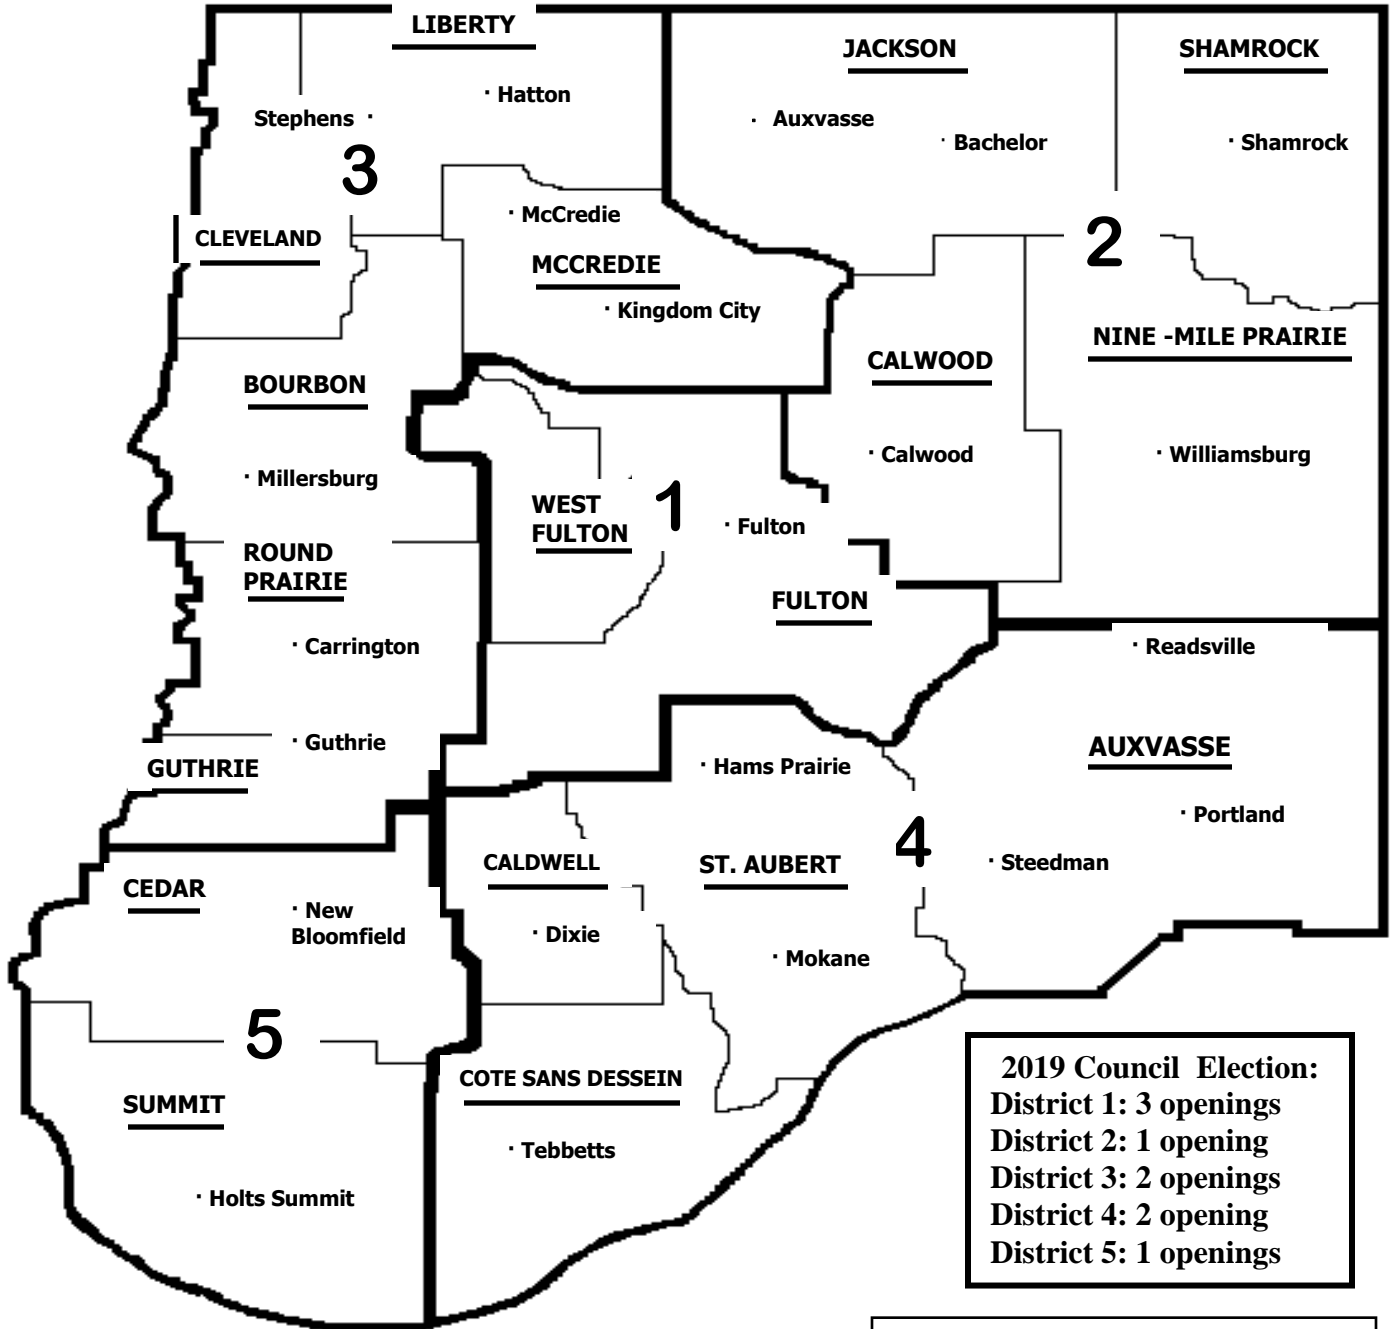 LIBERTY
JACKSON
SHAMROCK
· Hatton
Stephens ·
· Auxvasse
· Bachelor
· Shamrock
3
· McCredie
CLEVELAND
2
MCCREDIE
· Kingdom City
NINE -MILE PRAIRIE
CALWOOD
BOURBON
· Calwood
· Williamsburg
· Millersburg
WEST
FULTON
1
· Fulton
ROUND
PRAIRIE
FULTON
· Carrington
· Readsville
· Guthrie
AUXVASSE
GUTHRIE
· Hams Prairie
· Portland
4
CALDWELL
ST. AUBERT
· Steedman
CEDAR
· New
Bloomfield
· Dixie
· Mokane
5
COTE SANS DESSEIN
SUMMIT
· Tebbetts
· Holts Summit
2019 Council Election:
District 1: 3 openings
District 2: 1 opening
District 3: 2 openings
District 4: 2 opening
District 5: 1 openings